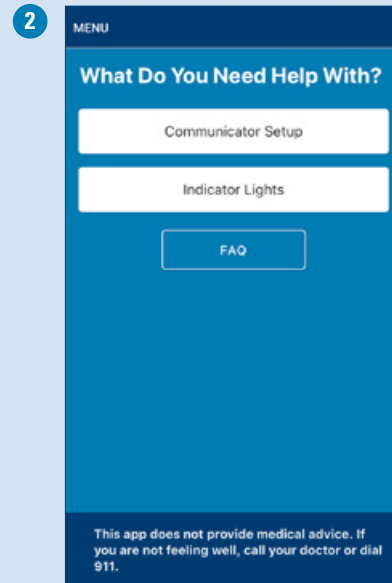 2
MENU
What Do You Need Help With?
Communicator Setup
Indicator Lights
FAQ
This app does not provide medical advice. If
you are not feeling well, call your doctor or dial
911.